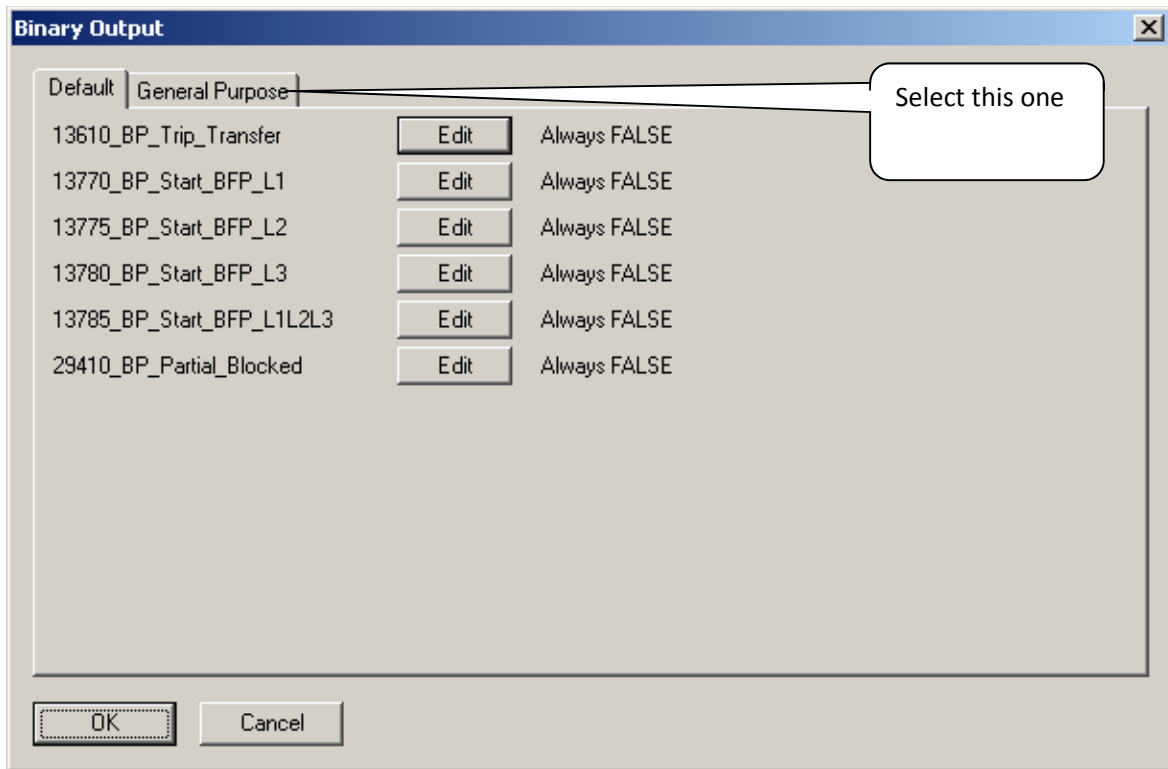 Binary Output
Default General Purpose
Select this one
13610_BP_Trip_Transfer Edit Always FALSE
13770_BP_Start_BFP_L1 Edit Always FALSE
13775_BP_Start_BFP_L2 Edit Always FALSE
13780_BP_Start_BFP_L3 Edit Always FALSE
13785_BP_Start_BFP_L1L2L3 Edit Always FALSE
29410_BP_Partial_Blocked Edit Always FALSE
OK Cancel